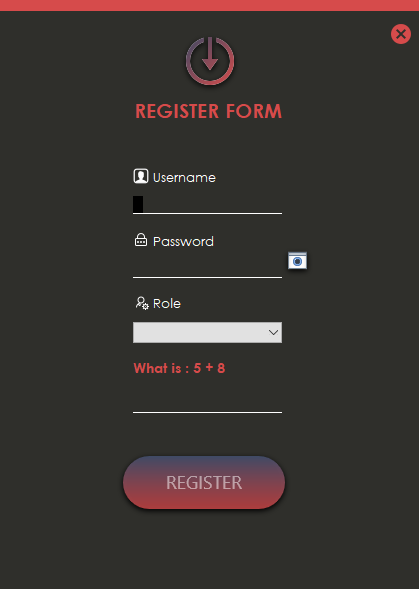 REGISTER FORM
Username
Password
Role
What is : 5 + 8
REGISTER